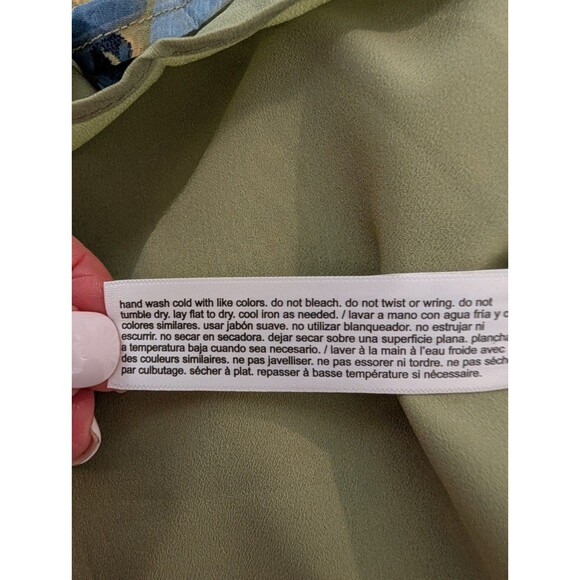 hand wash cold with like colors. do not bleach. do not twist or wring. do not
tumble dry. lay flat to dry. cool iron as needed. / lavar a mano con agua fría y
colores similares. usar jabón suave. no utilizar blanqueador. no estrujar ni
escurrir. no secar en secadora. dejar secar sobre una superficie plana.
a temperatura baja cuando sea necesario. / laver à la main à l'eau froide avec
des couleurs similaires. ne pas javelliser. ne pas essorer ni tordre. ne pas
par culbutage. sécher à plat. repasser à basse température si nécessaire.